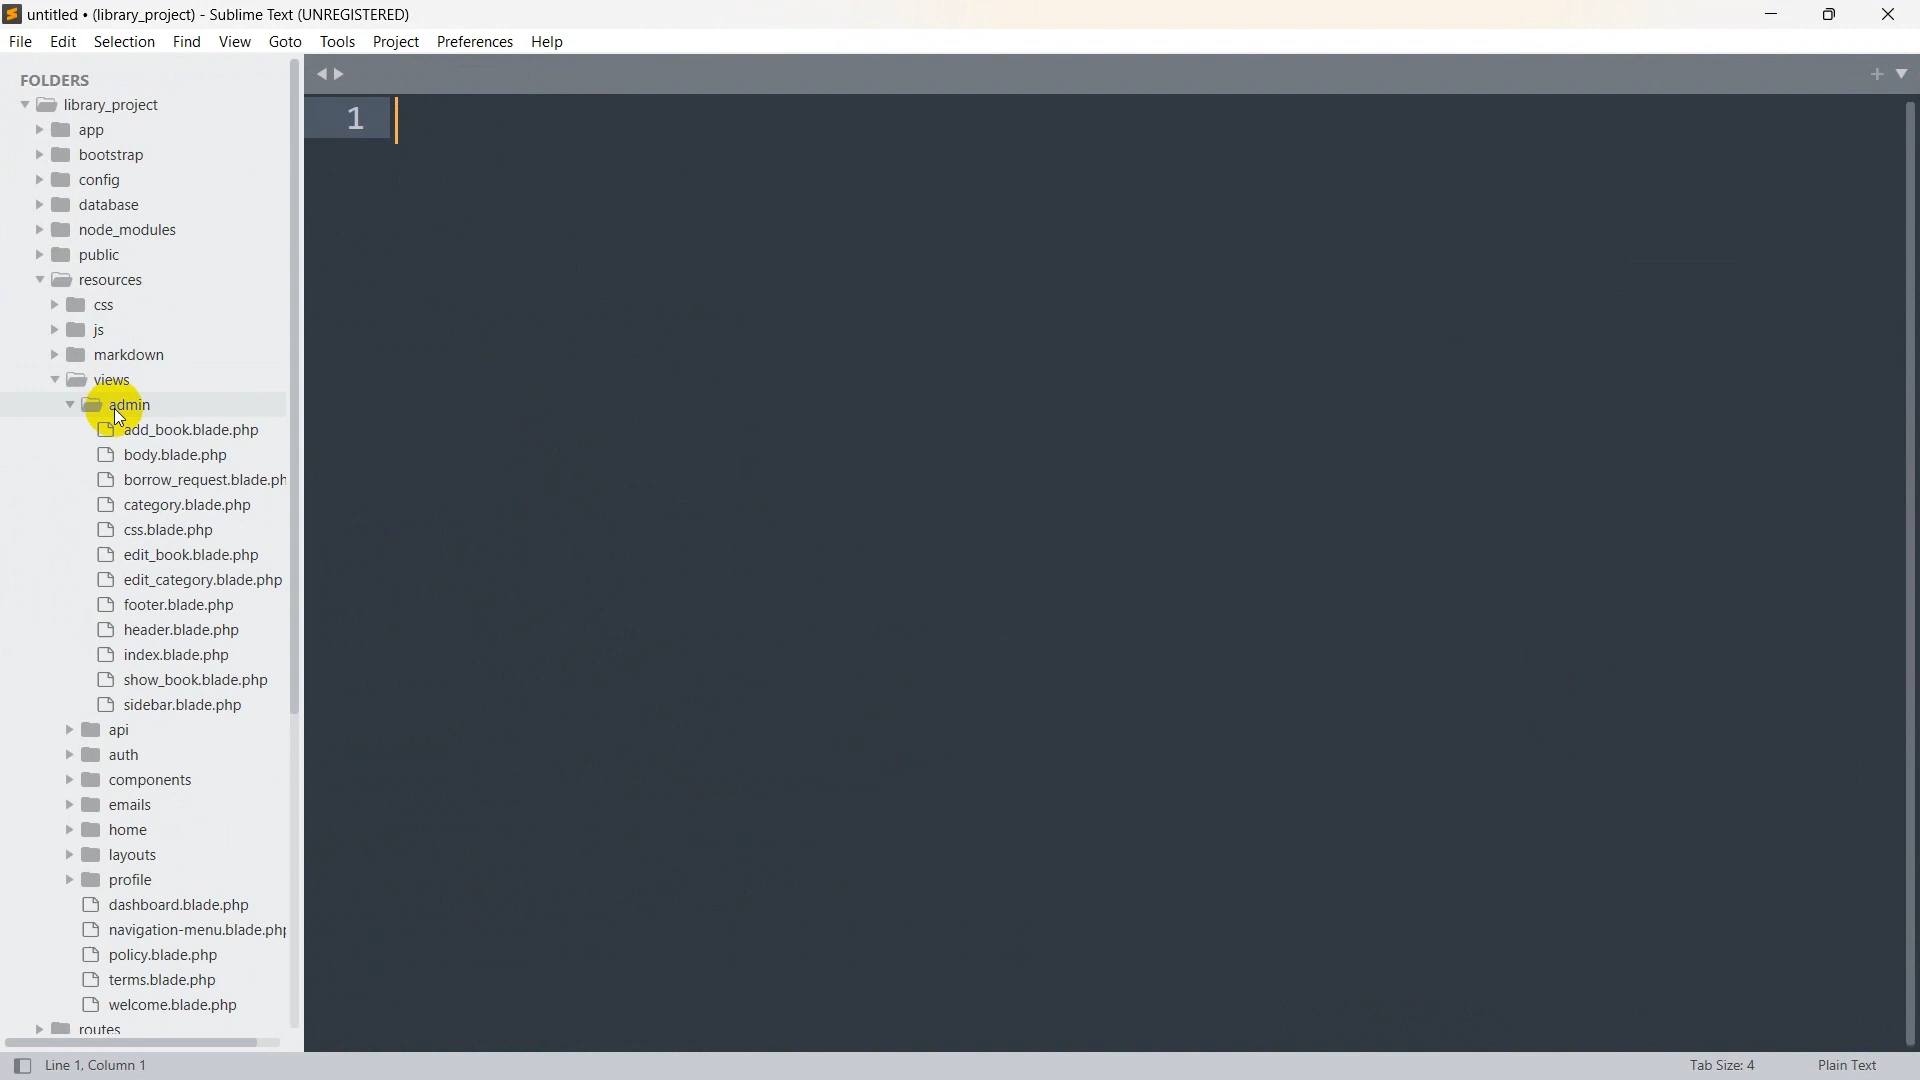 untitled • (library_project) - Sublime Text (UNREGISTERED)
File Edit Selection Find View Goto Tools Project Preferences Help
FOLDERS
library_project
app
bootstrap
config
database
node_modules
public
resources
css
js
markdown
views
admin
add_book.blade.php
body.blade.php
borrow_request.blade.ph
category.blade.php
css.blade.php
edit_book.blade.php
edit_category.blade.php
footer.blade.php
header.blade.php
index.blade.php
show_book.blade.php
sidebar.blade.php
api
auth
components
emails
home
layouts
profile
dashboard.blade.php
navigation-menu.blade.php
policy.blade.php
terms.blade.php
welcome.blade.php
routes
1
Line 1, Column 1
Tab Size: 4 Plain Text